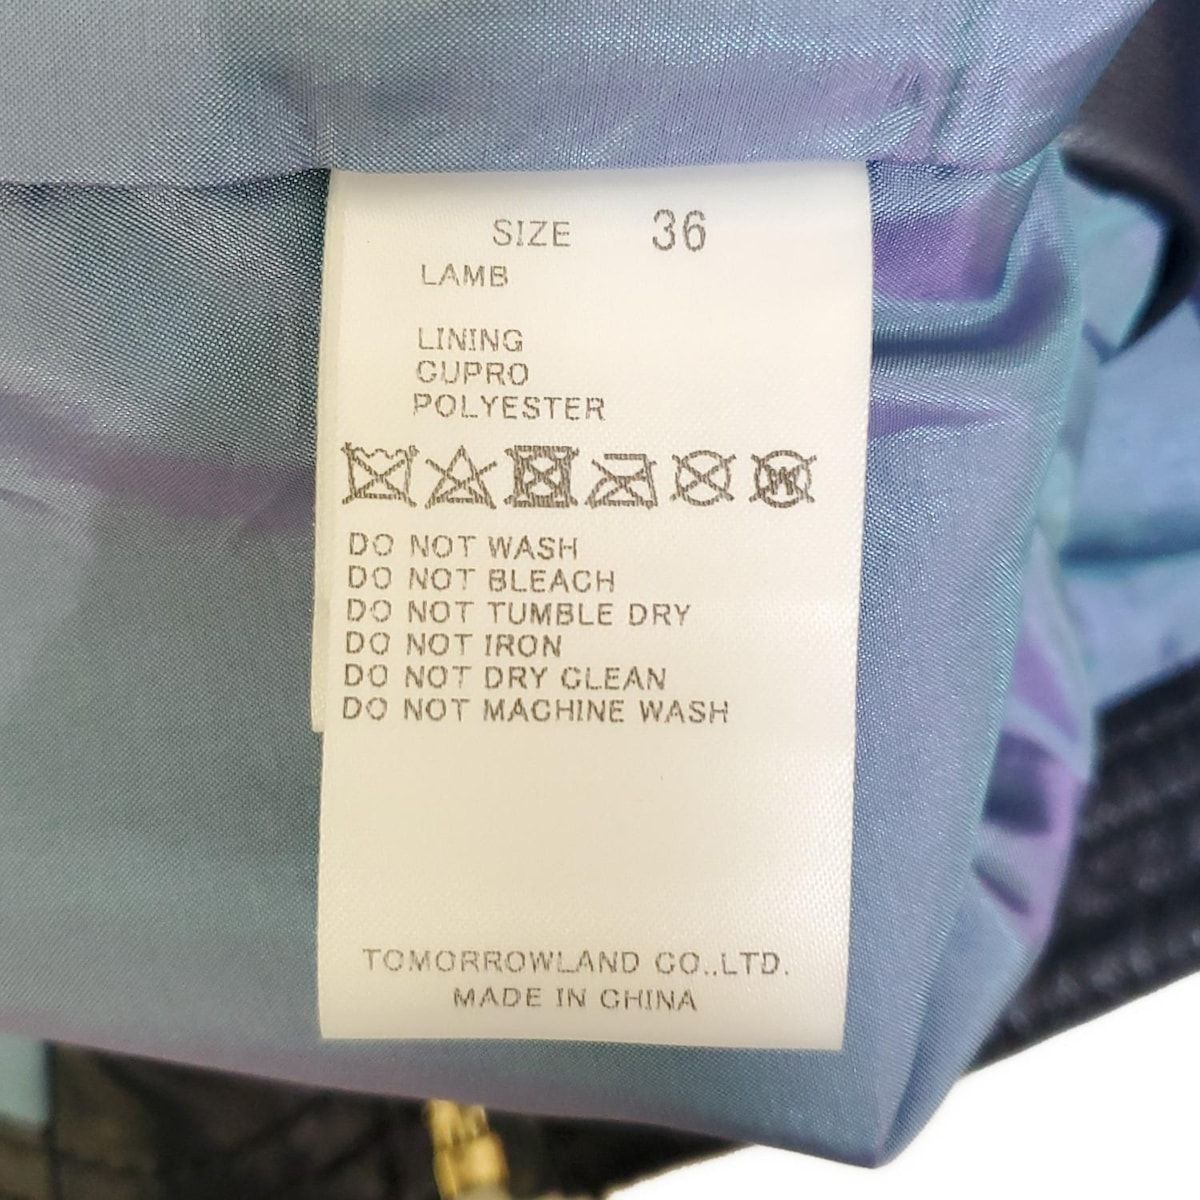 SIZE 36
LAMB
LINING
CUPRO
POLYESTER
W
DO NOT WASH
DO NOT BLEACH
DO NOT TUMBLE DRY
DO NOT IRON
DO NOT DRY CLEAN
DO NOT MACHINE WASH
TOMORROWLAND CO.,LTD.
MADE IN CHINA